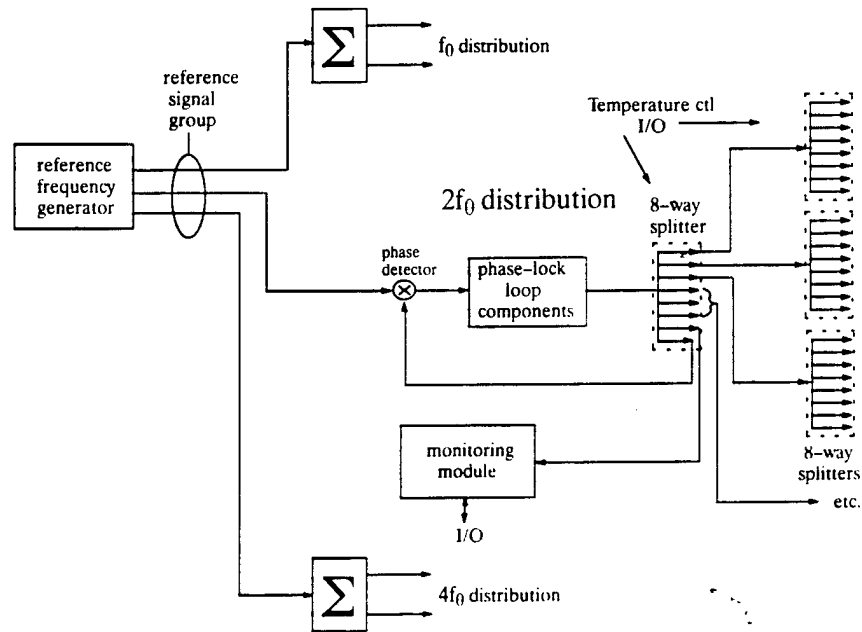 Σ
f0 distribution
reference
signal
group
reference
frequency
generator
Temperature ctl
I/O
2f0 distribution
8-way
splitter
phase
detector
phase-lock
loop
components
monitoring
module
I/O
8-way
splitters
etc.
Σ
4f0 distribution